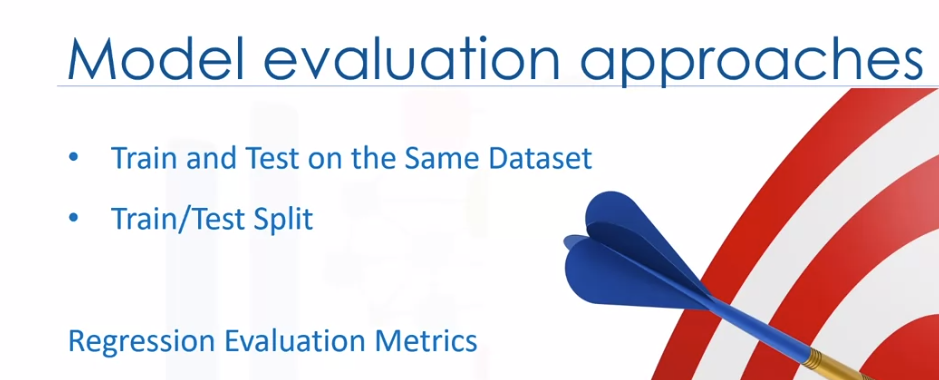 Model evaluation approaches
• Train and Test on the Same Dataset
• Train/Test Split
Regression Evaluation Metrics